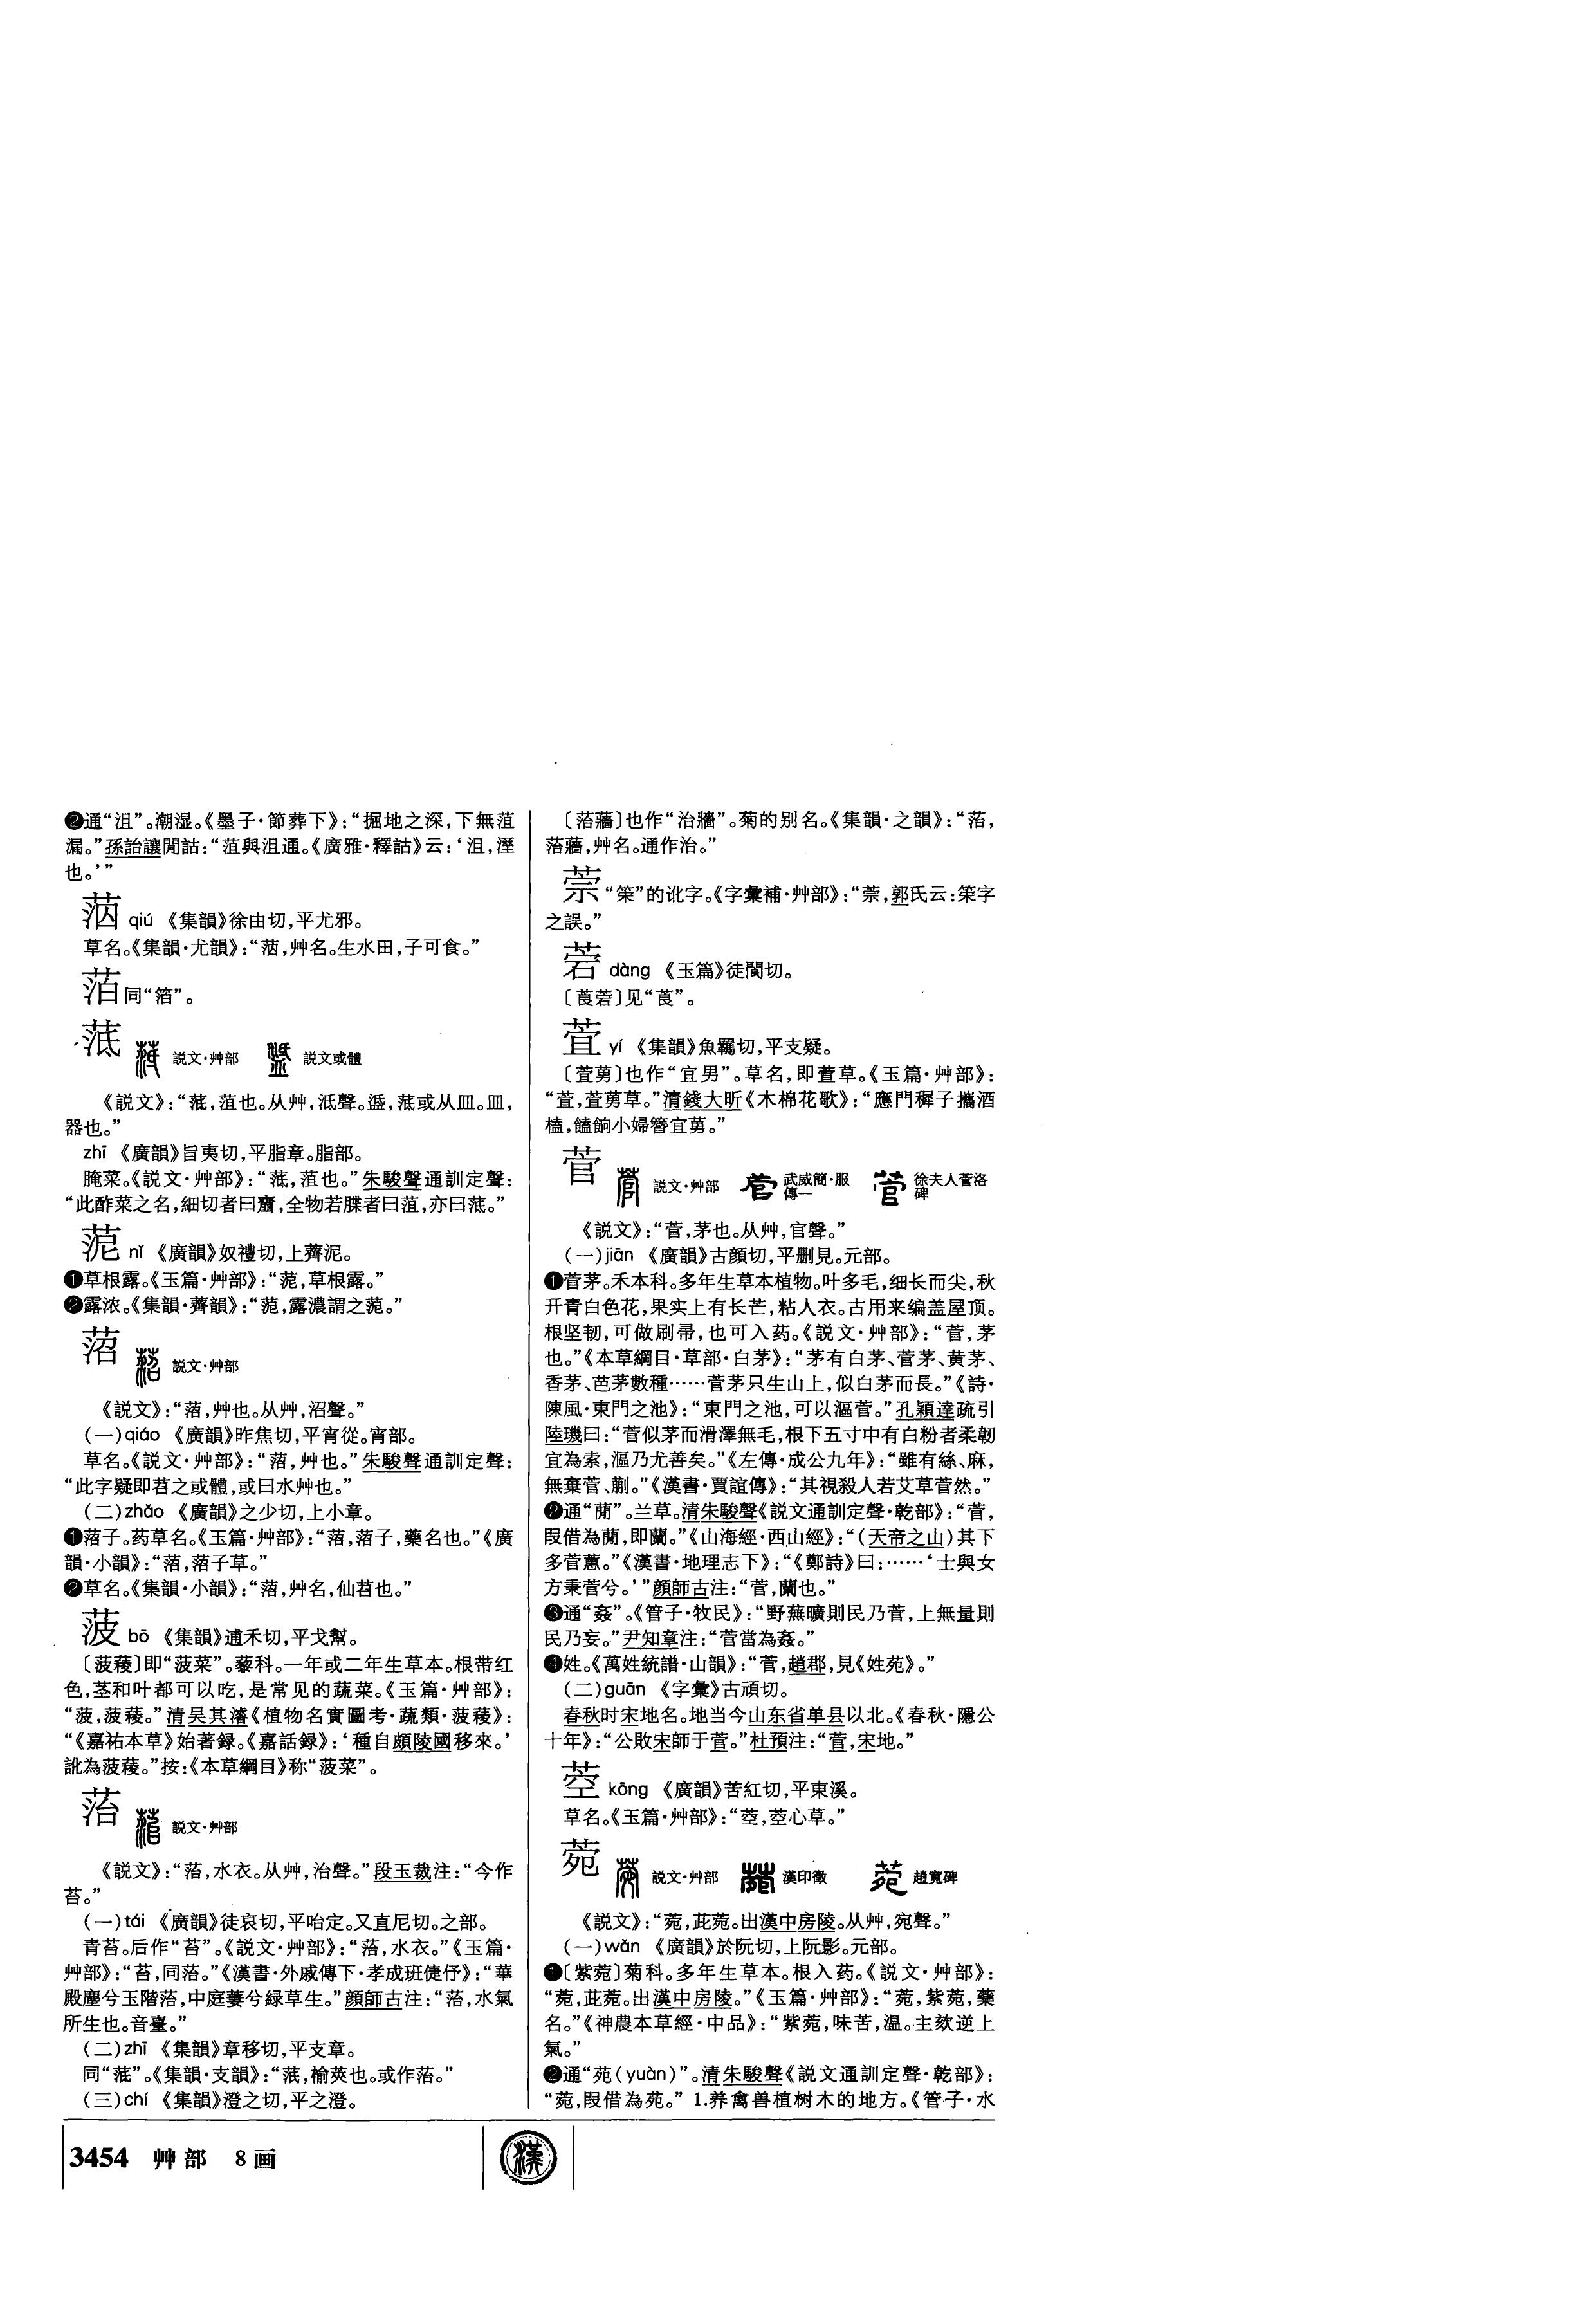 ❷通“沮”。潮湿。《墨子·節葬下》：“掘地之深，下無菹
漏。”孫詒讓閒詁：“菹與沮通。《廣雅·釋詁》云：‘沮，溼
也。’”
莤 qiú 《集韻》徐由切，平尤邪。
草名。《集韻·尤韻》：“，艸名。生水田，子可食。”
萡同“箔”。
菧 説文·艸部 説文或體
《説文》：“蚳，菹也。从艸，泜聲。，或从皿。皿，
器也。”
zhī 《廣韻》旨夷切，平脂章。脂部。
腌菜。《説文·艸部》：“，菹也。”朱駿聲通訓定聲：
“此酢菜之名，細切者曰齏，全物若䐑者曰菹，亦曰。”
苨 nǐ 《廣韻》奴禮切，上薺泥。
❶草根露。《玉篇·艸部》：“，草根露。”
❷露浓。《集韻·薺韻》：“，露濃謂之。”
菬 説文·艸部
《説文》：“菬，艸也。从艸，沼聲。”
(一)qiáo 《廣韻》昨焦切，平宵從。宵部。
草名。《説文·艸部》：“菬，艸也。”朱駿聲通訓定聲：
“此字疑即苕之或體，或曰水艸也。”
(二)zhǎo 《廣韻》之少切，上小章。
❶菬子。药草名。《玉篇·艸部》：“菬，菬子，藥名也。”《廣
韻·小韻》：“菬，菬子草。”
❷草名。《集韻·小韻》：“菬，艸名，仙苕也。”
菠 bō 《集韻》逋禾切，平戈幫。
〔菠薐〕即“菠菜”。藜科。一年或二年生草本。根带红
色，茎和叶都可以吃，是常见的蔬菜。《玉篇·艸部》：
“菠，菠薐。”清吴其濬《植物名實圖考·蔬類·菠薐》：
“《嘉祐本草》始著録。《嘉話録》：‘種自頗陵國移來。’
訛為菠薐。”按：《本草綱目》称“菠菜”。
菭 説文·艸部
《説文》：“菭，水衣。从艸，治聲。”段玉裁注：“今作
苔。”
(一)tái 《廣韻》徒哀切，平咍定。又直尼切。之部。
青苔。后作“苔”。《説文·艸部》：“菭，水衣。”《玉篇·
艸部》：“苔，同菭。”《漢書·外戚傳下·孝成班倢伃》：“華
殿塵兮玉階菭，中庭萋兮緑草生。”顔師古注：“菭，水氣
所生也。音臺。”
(二)zhī 《集韻》章移切，平支章。
同“”。《集韻·支韻》：“，榆莢也。或作菭。”
(三)chí 《集韻》澄之切，平之澄。
〔菭蘠〕也作“治牆”。菊的别名。《集韻·之韻》：“菭，
菭蘠，艸名。通作治。”
萗“筞”的讹字。《字彙補·艸部》：“，郭氏云：筞字
之誤。”
菪 dàng 《玉篇》徒閬切。
〔莨菪〕见“莨”。
萓 yí 《集韻》魚羈切，平支疑。
〔萓莮〕也作“宜男”。草名，即萱草。《玉篇·艸部》：
“萓，萓莮草。”清錢大昕《木棉花歌》：“應門穉子攜酒
榼，饁餉小婦簪宜莮。”
菅 説文·艸部 武威簡·服傳一 徐夫人菅洛碑
《説文》：“菅，茅也。从艸，官聲。”
(一)jiān 《廣韻》古顔切，平删見。元部。
❶菅茅。禾本科。多年生草本植物。叶多毛，细长而尖，秋
开青白色花，果实上有长芒，粘人衣。古用来编盖屋顶。
根坚韧，可做刷帚，也可入药。《説文·艸部》：“菅，茅
也。”《本草綱目·草部·白茅》：“茅有白茅、菅茅、黄茅、
香茅、芭茅數種……菅茅只生山上，似白茅而長。”《詩·
陳風·東門之池》：“東門之池，可以漚菅。”孔穎達疏引
陸璣曰：“菅似茅而滑澤無毛，根下五寸中有白粉者柔韌
宜為索，漚乃尤善矣。”《左傳·成公九年》：“雖有絲、麻，
無棄菅、蒯。”《漢書·賈誼傳》：“其視殺人若艾草菅然。”
❷通“蕑”。兰草。清朱駿聲《説文通訓定聲·乾部》：“菅，
叚借為蕑，即蘭。”《山海經·西山經》：“(天帝之山)其下
多菅蕙。”《漢書·地理志下》：“《鄭詩》曰：……‘士與女
方秉菅兮。’”顔師古注：“菅，蘭也。”
❸通“姦”。《管子·牧民》：“野蕪曠則民乃菅，上無量則
民乃妄。”尹知章注：“菅當為姦。”
❹姓。《萬姓統譜·山韻》：“菅，趙郡，見《姓苑》。”
(二)guān 《字彙》古頑切。
春秋时宋地名。地当今山东省单县以北。《春秋·隱公
十年》：“公敗宋師于菅。”杜預注：“菅，宋地。”
 kōng 《廣韻》苦紅切，平東溪。
草名。《玉篇·艸部》：“，心草。”
菀 説文·艸部 漢印徵 趙寬碑
《説文》：“菀，茈菀。出漢中房陵。从艸，宛聲。”
(一)wǎn 《廣韻》於阮切，上阮影。元部。
❶〔紫菀〕菊科。多年生草本。根入药。《説文·艸部》：
“菀，茈菀。出漢中房陵。”《玉篇·艸部》：“菀，紫菀，藥
名。”《神農本草經·中品》：“紫菀，味苦，温。主欬逆上
氣。”
❷通“苑(yuàn)”。清朱駿聲《説文通訓定聲·乾部》：
“菀，叚借為苑。” 1.养禽兽植树木的地方。《管子·水
3454 艸部 8画
漢